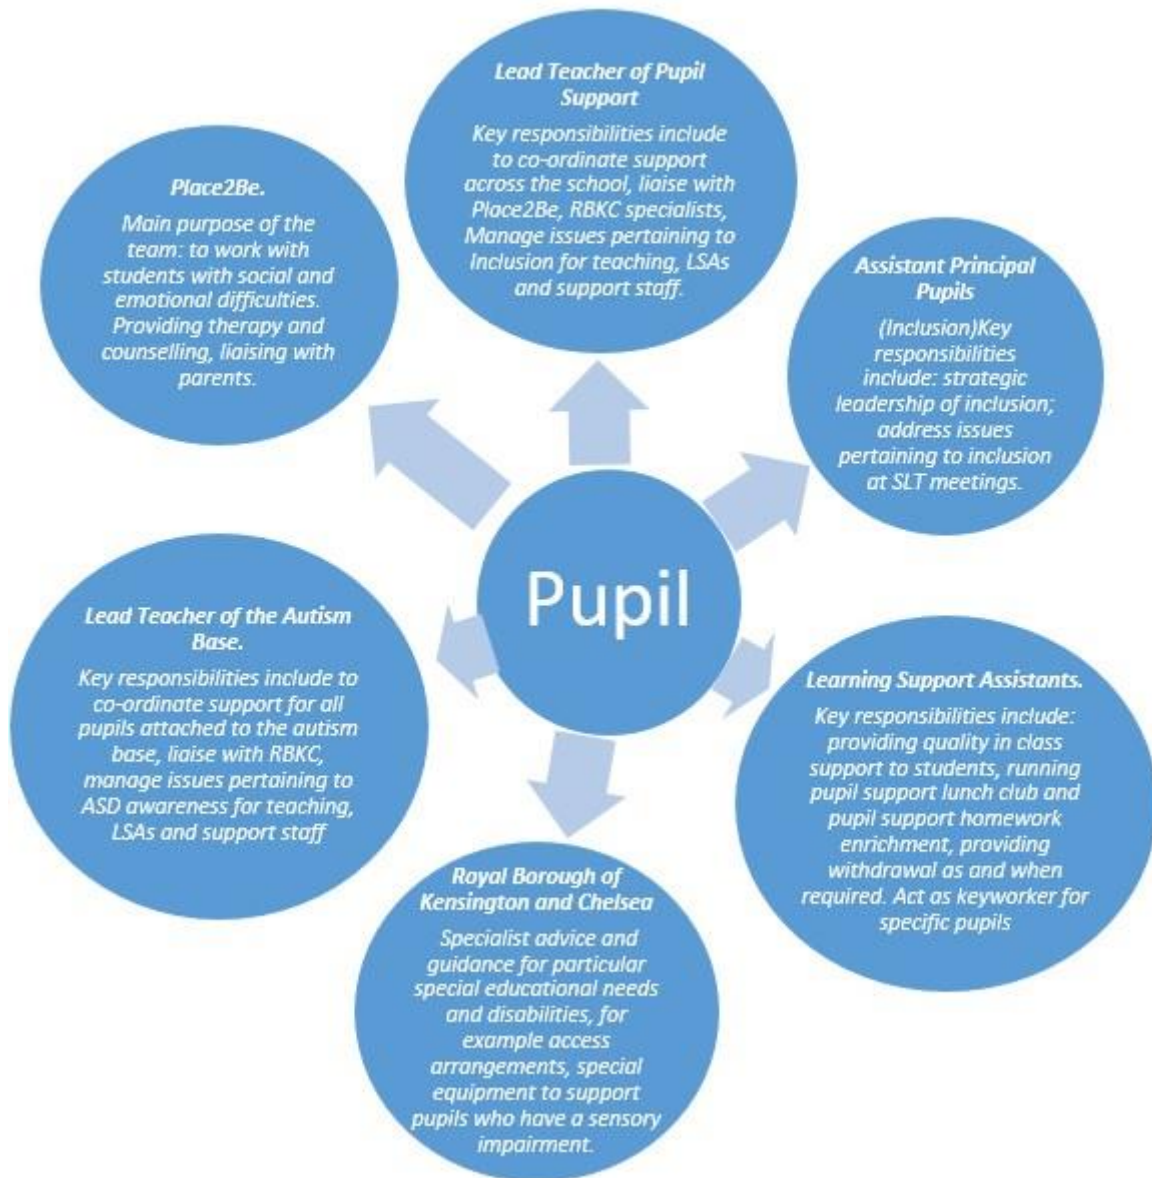 Lead Teacher of Pupil
Support
Key responsibilities include
to co-ordinate support
across the school, liaise with
Place2Be, RBKC specialists,
Manage issues pertaining to
Inclusion for teaching, LSAs
and support staff.
Place2Be.
Main purpose of the
team: to work with
students with social and
emotional difficulties.
Providing therapy and
counselling, liaising with
parents.
Assistant Principal
Pupils
(Inclusion)Key
responsibilities
include: strategic
leadership of inclusion;
address issues
pertaining to inclusion
at SLT meetings.
Pupil
Lead Teacher of the Autism
Base.
Key responsibilities include to
co-ordinate support for all
pupils attached to the autism
base, liaise with RBKC,
manage issues pertaining to
ASD awareness for teaching,
LSAs and support staff
Learning Support Assistants.
Key responsibilities include:
providing quality in class
support to students, running
pupil support lunch club and
pupil support homework
enrichment, providing
withdrawal as and when
required. Act as keyworker for
specific pupils
Royal Borough of
Kensington and Chelsea
Specialist advice and
guidance for particular
special educational needs
and disabilities, for
example access
arrangements, special
equipment to support
pupils who have a sensory
impairment.